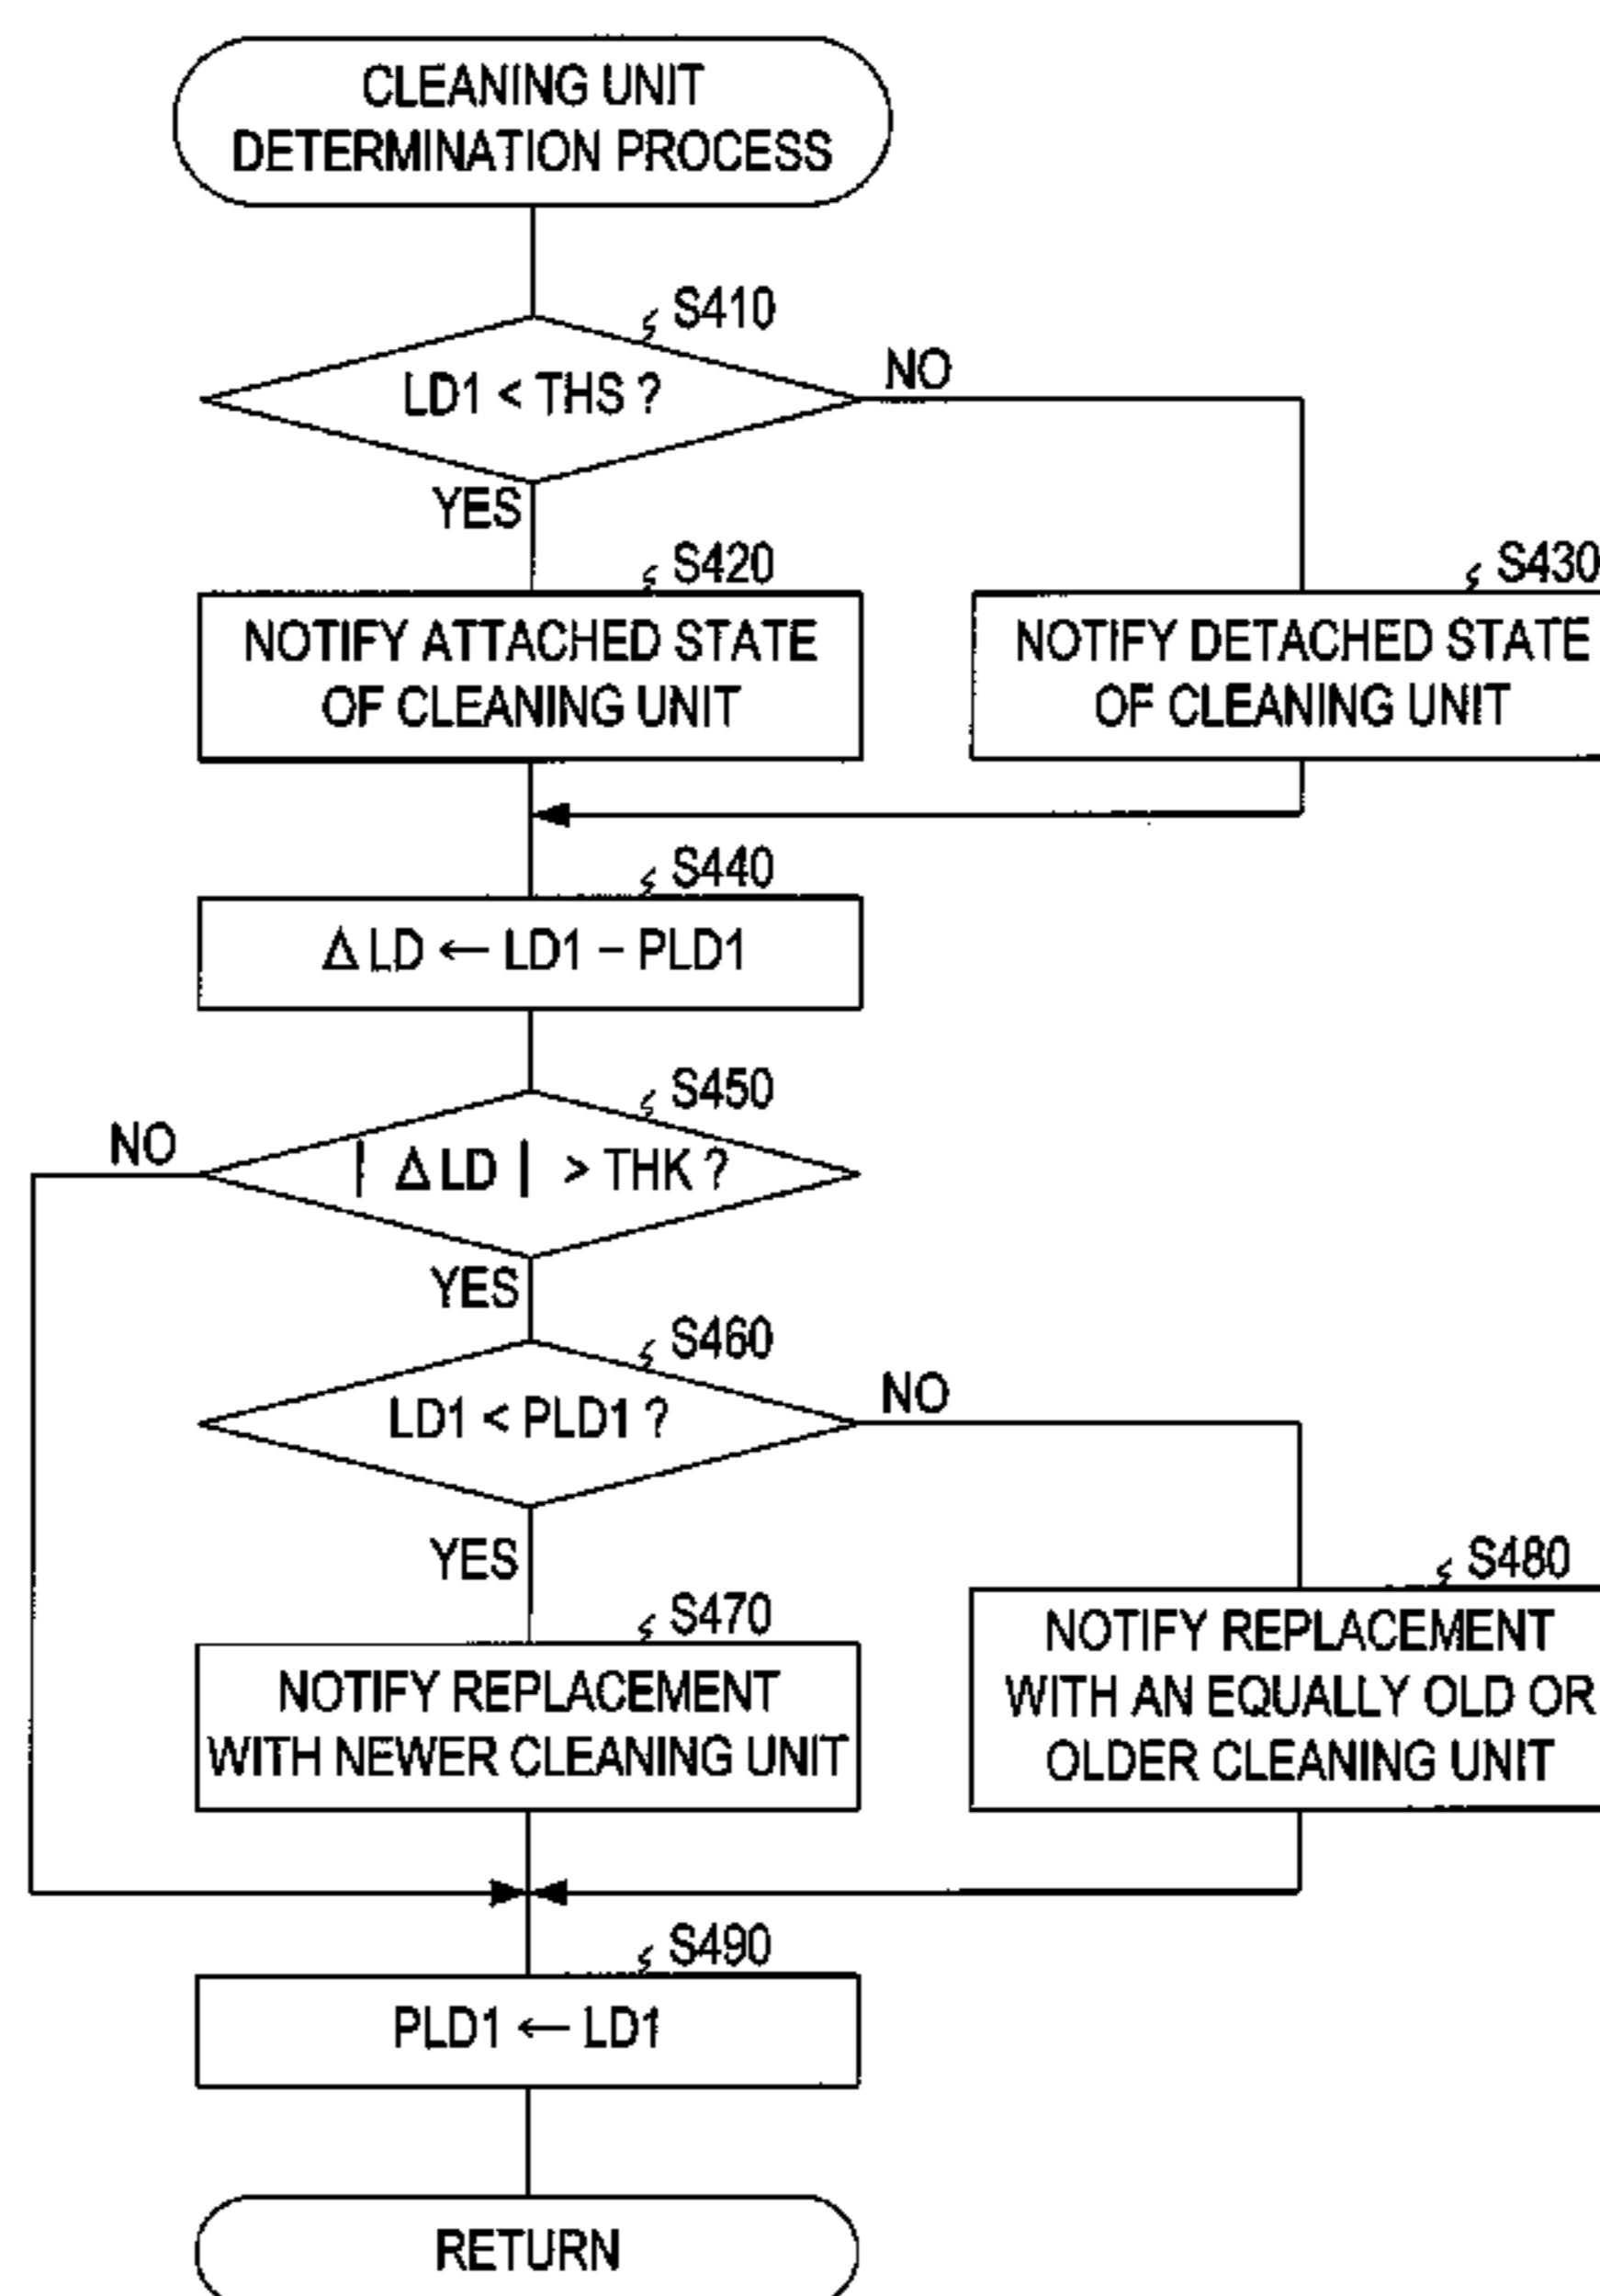 CLEANING UNIT
DETERMINATION PROCESS
S410
LD1 < THS ?
NO
YES
S420
NOTIFY ATTACHED STATE
OF CLEANING UNIT
S430
NOTIFY DETACHED STATE
OF CLEANING UNIT
S440
Δ LD ← LD1 − PLD1
S450
| Δ LD | > THK ?
NO
YES
S460
LD1 < PLD1 ?
NO
YES
S470
NOTIFY REPLACEMENT
WITH NEWER CLEANING UNIT
S480
NOTIFY REPLACEMENT
WITH AN EQUALLY OLD OR
OLDER CLEANING UNIT
S490
PLD1 ← LD1
RETURN